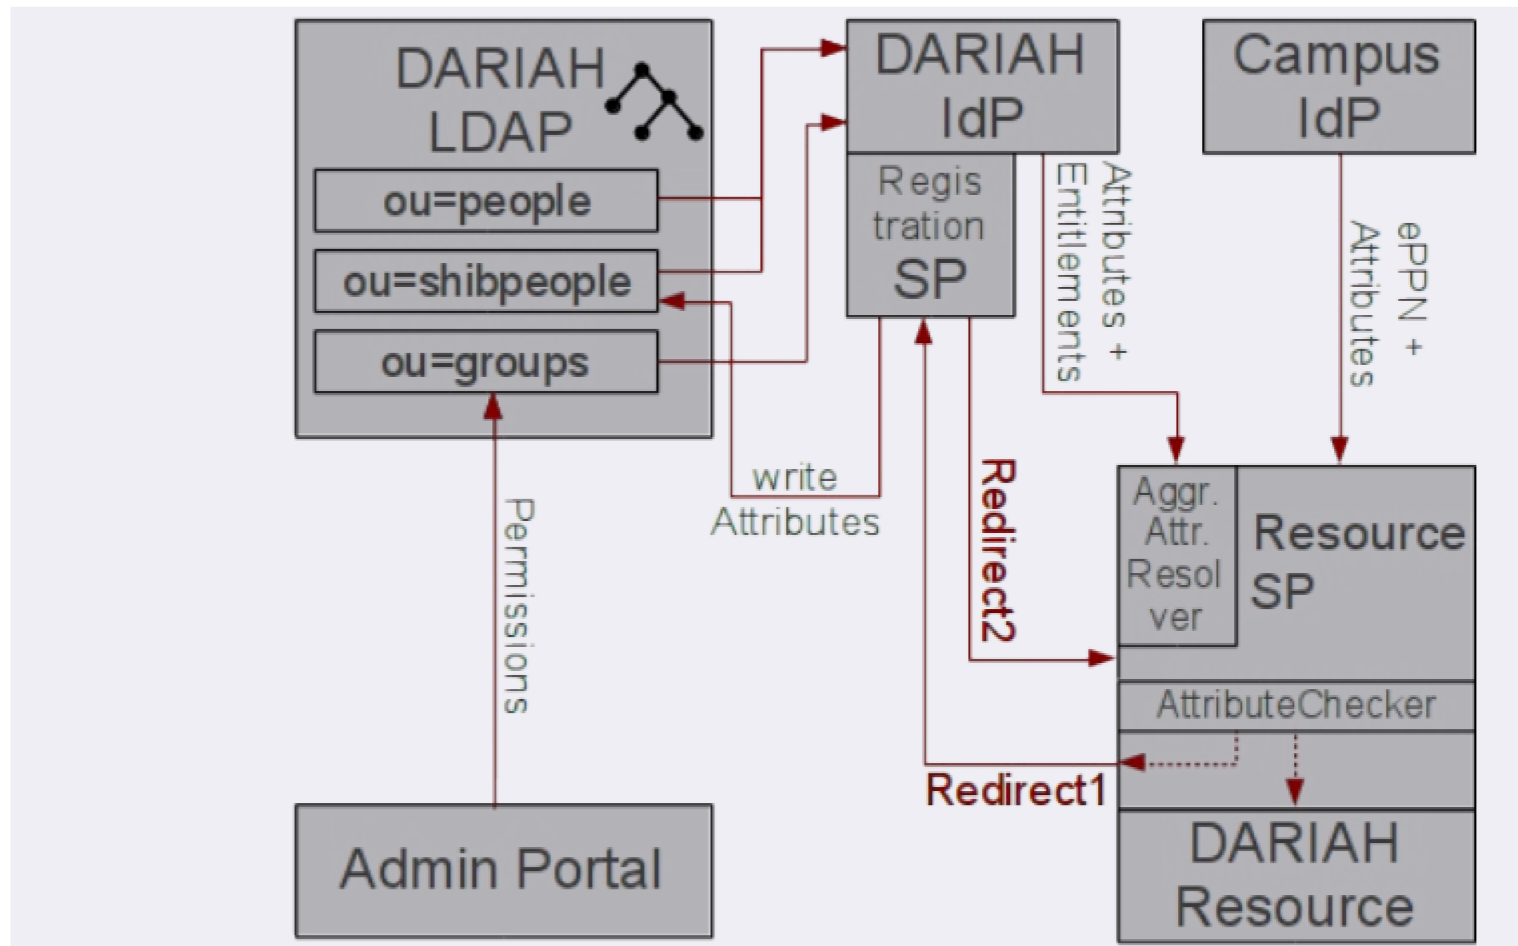 DARIAH
LDAP
ou=people
ou=shibpeople
ou=groups
DARIAH
IdP
Regis
tration
SP
Campus
IdP
Attributes +
Entitlements
ePPN +
Attributes
write
Attributes
Permissions
Redirect2
Aggr.
Attr.
Resol
ver
Resource
SP
AttributeChecker
Redirect1
DARIAH
Resource
Admin Portal